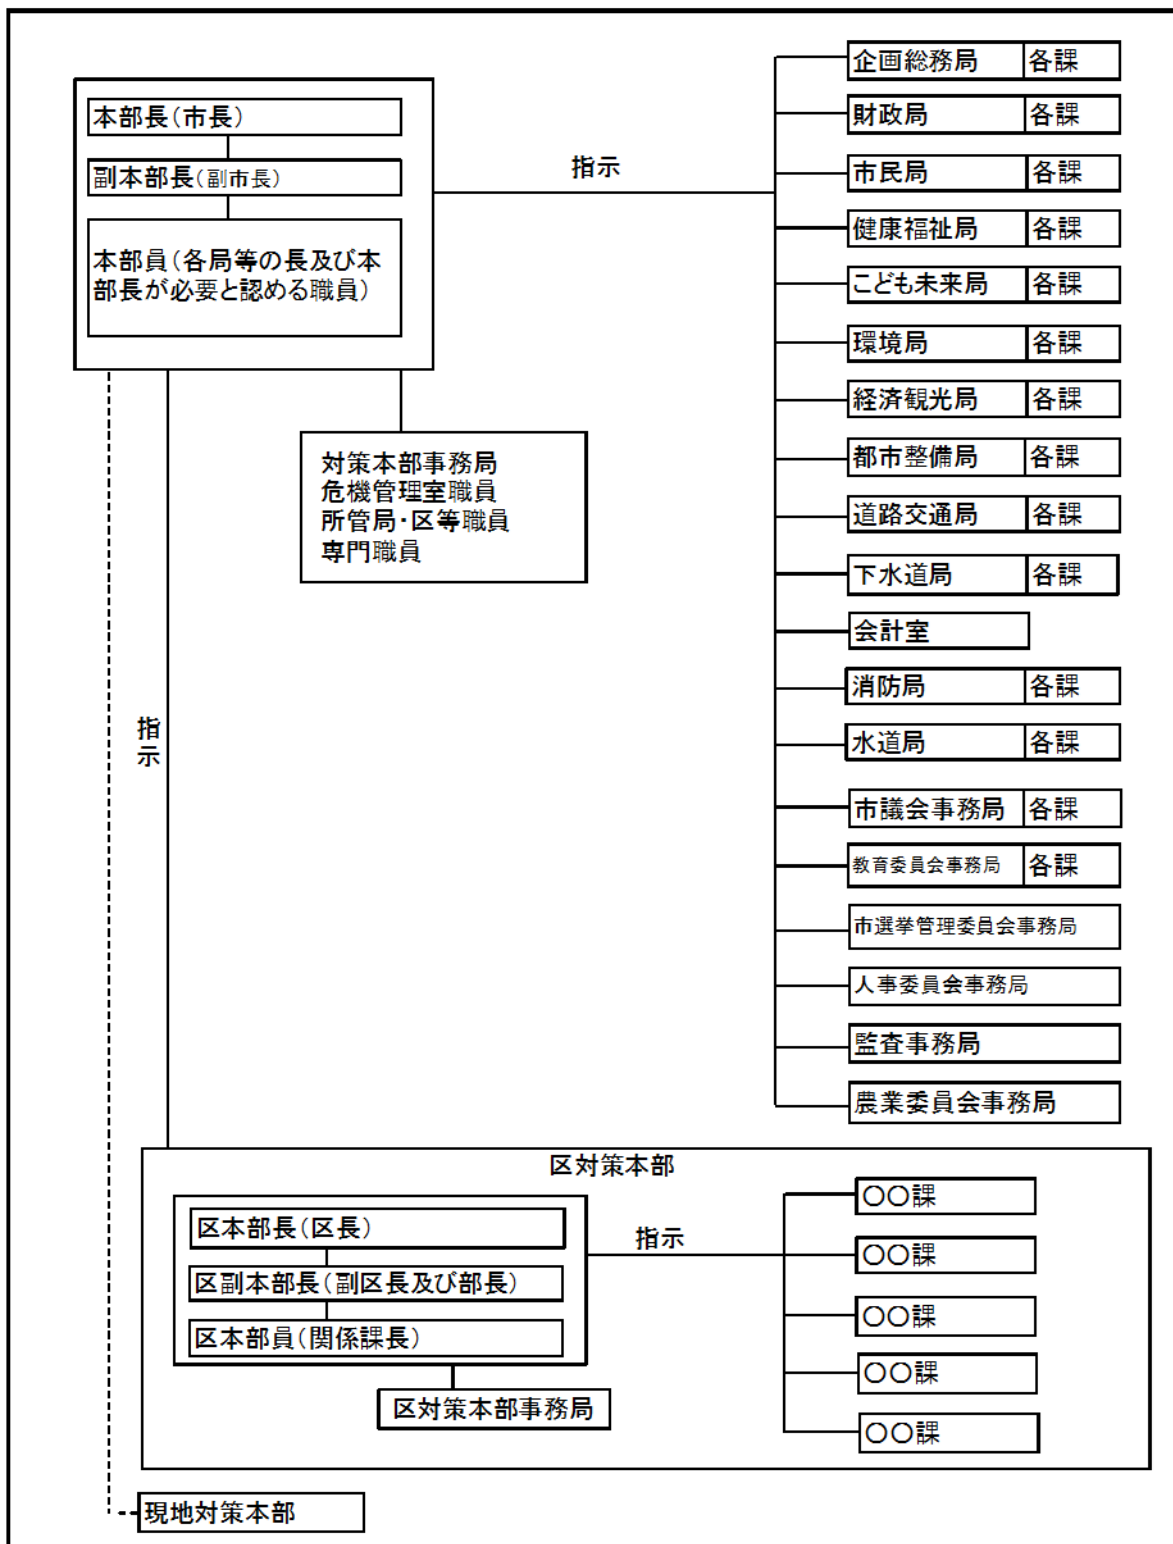 本部長(市長)
副本部長(副市長)
本部員(各局等の長及び本
部長が必要と認める職員)
指示
対策本部事務局
危機管理室職員
所管局・区等職員
専門職員
企画総務局 各課
財政局 各課
市民局 各課
健康福祉局 各課
こども未来局 各課
環境局 各課
経済観光局 各課
都市整備局 各課
道路交通局 各課
下水道局 各課
会計室
消防局 各課
水道局 各課
市議会事務局 各課
教育委員会事務局 各課
市選挙管理委員会事務局
人事委員会事務局
監査事務局
農業委員会事務局
指示
区対策本部
区本部長(区長)
区副本部長(副区長及び部長)
区本部員(関係課長)
区対策本部事務局
指示
〇〇課
〇〇課
〇〇課
〇〇課
〇〇課
現地対策本部